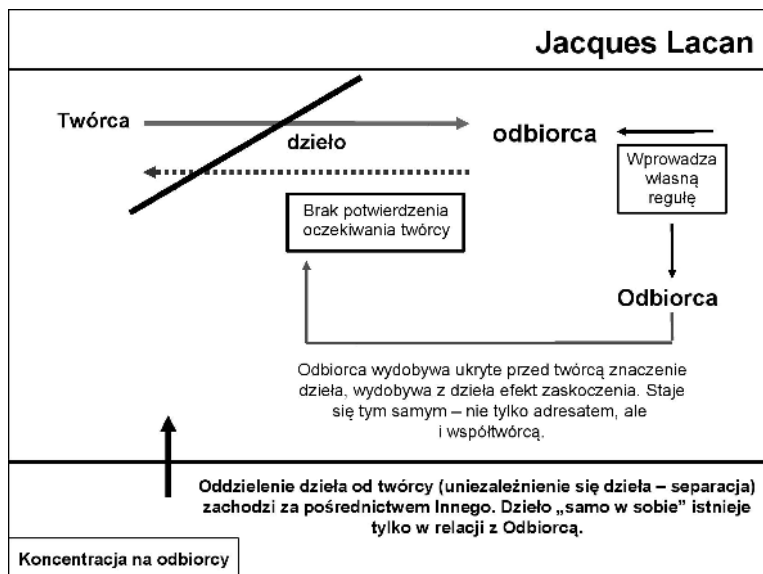 Jacques Lacan
Twórca
dzieło
odbiorca
Wprowadza
własną
regułę
Brak potwierdzenia
oczekiwania twórcy
Odbiorca
Odbiorca wydobywa ukryte przed twórcą znaczenie
dzieła, wydobywa z dzieła efekt zaskoczenia. Staje
się tym samym – nie tylko adresatem, ale
i współtwórcą.
Oddzielenie dzieła od twórcy (uniezależnienie się dzieła – separacja)
zachodzi za pośrednictwem Innego. Dzieło „samo w sobie” istnieje
tylko w relacji z Odbiorcą.
Koncentracja na odbiorcy